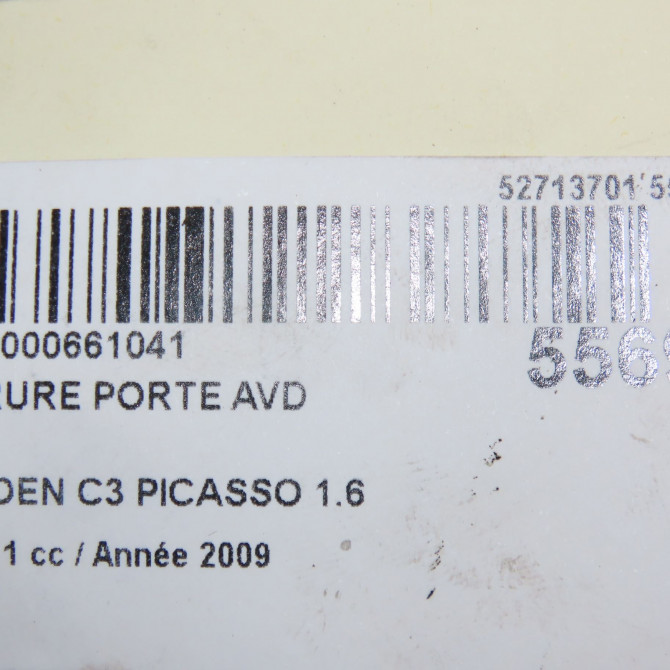 52713701'5
000661041
556
RURE PORTE AVD
DEN C3 PICASSO 1.6
1 cc / Année 2009